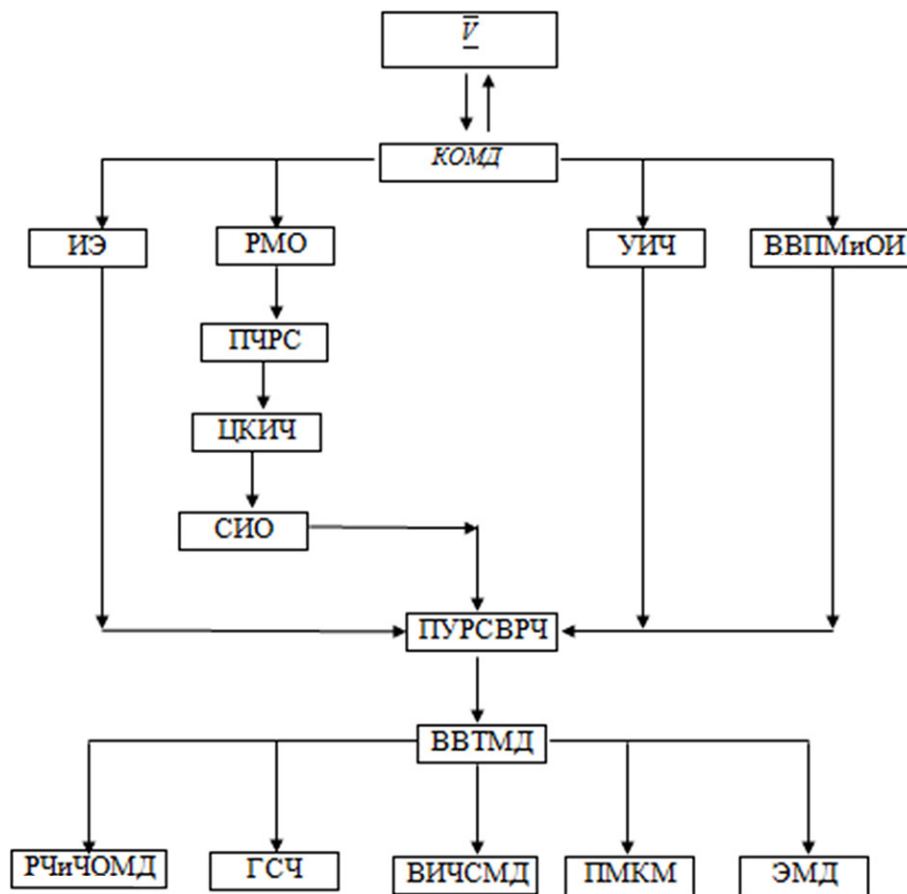 V
КОМД
ИЭ РМО УИЧ ВВПМиОИ
ПЧРС
ЦКИЧ
СИО
ПУРСВРЧ
ВВТМД
РЧиЧОМД ГСЧ ВИЧСМД ПМКМ ЭМД